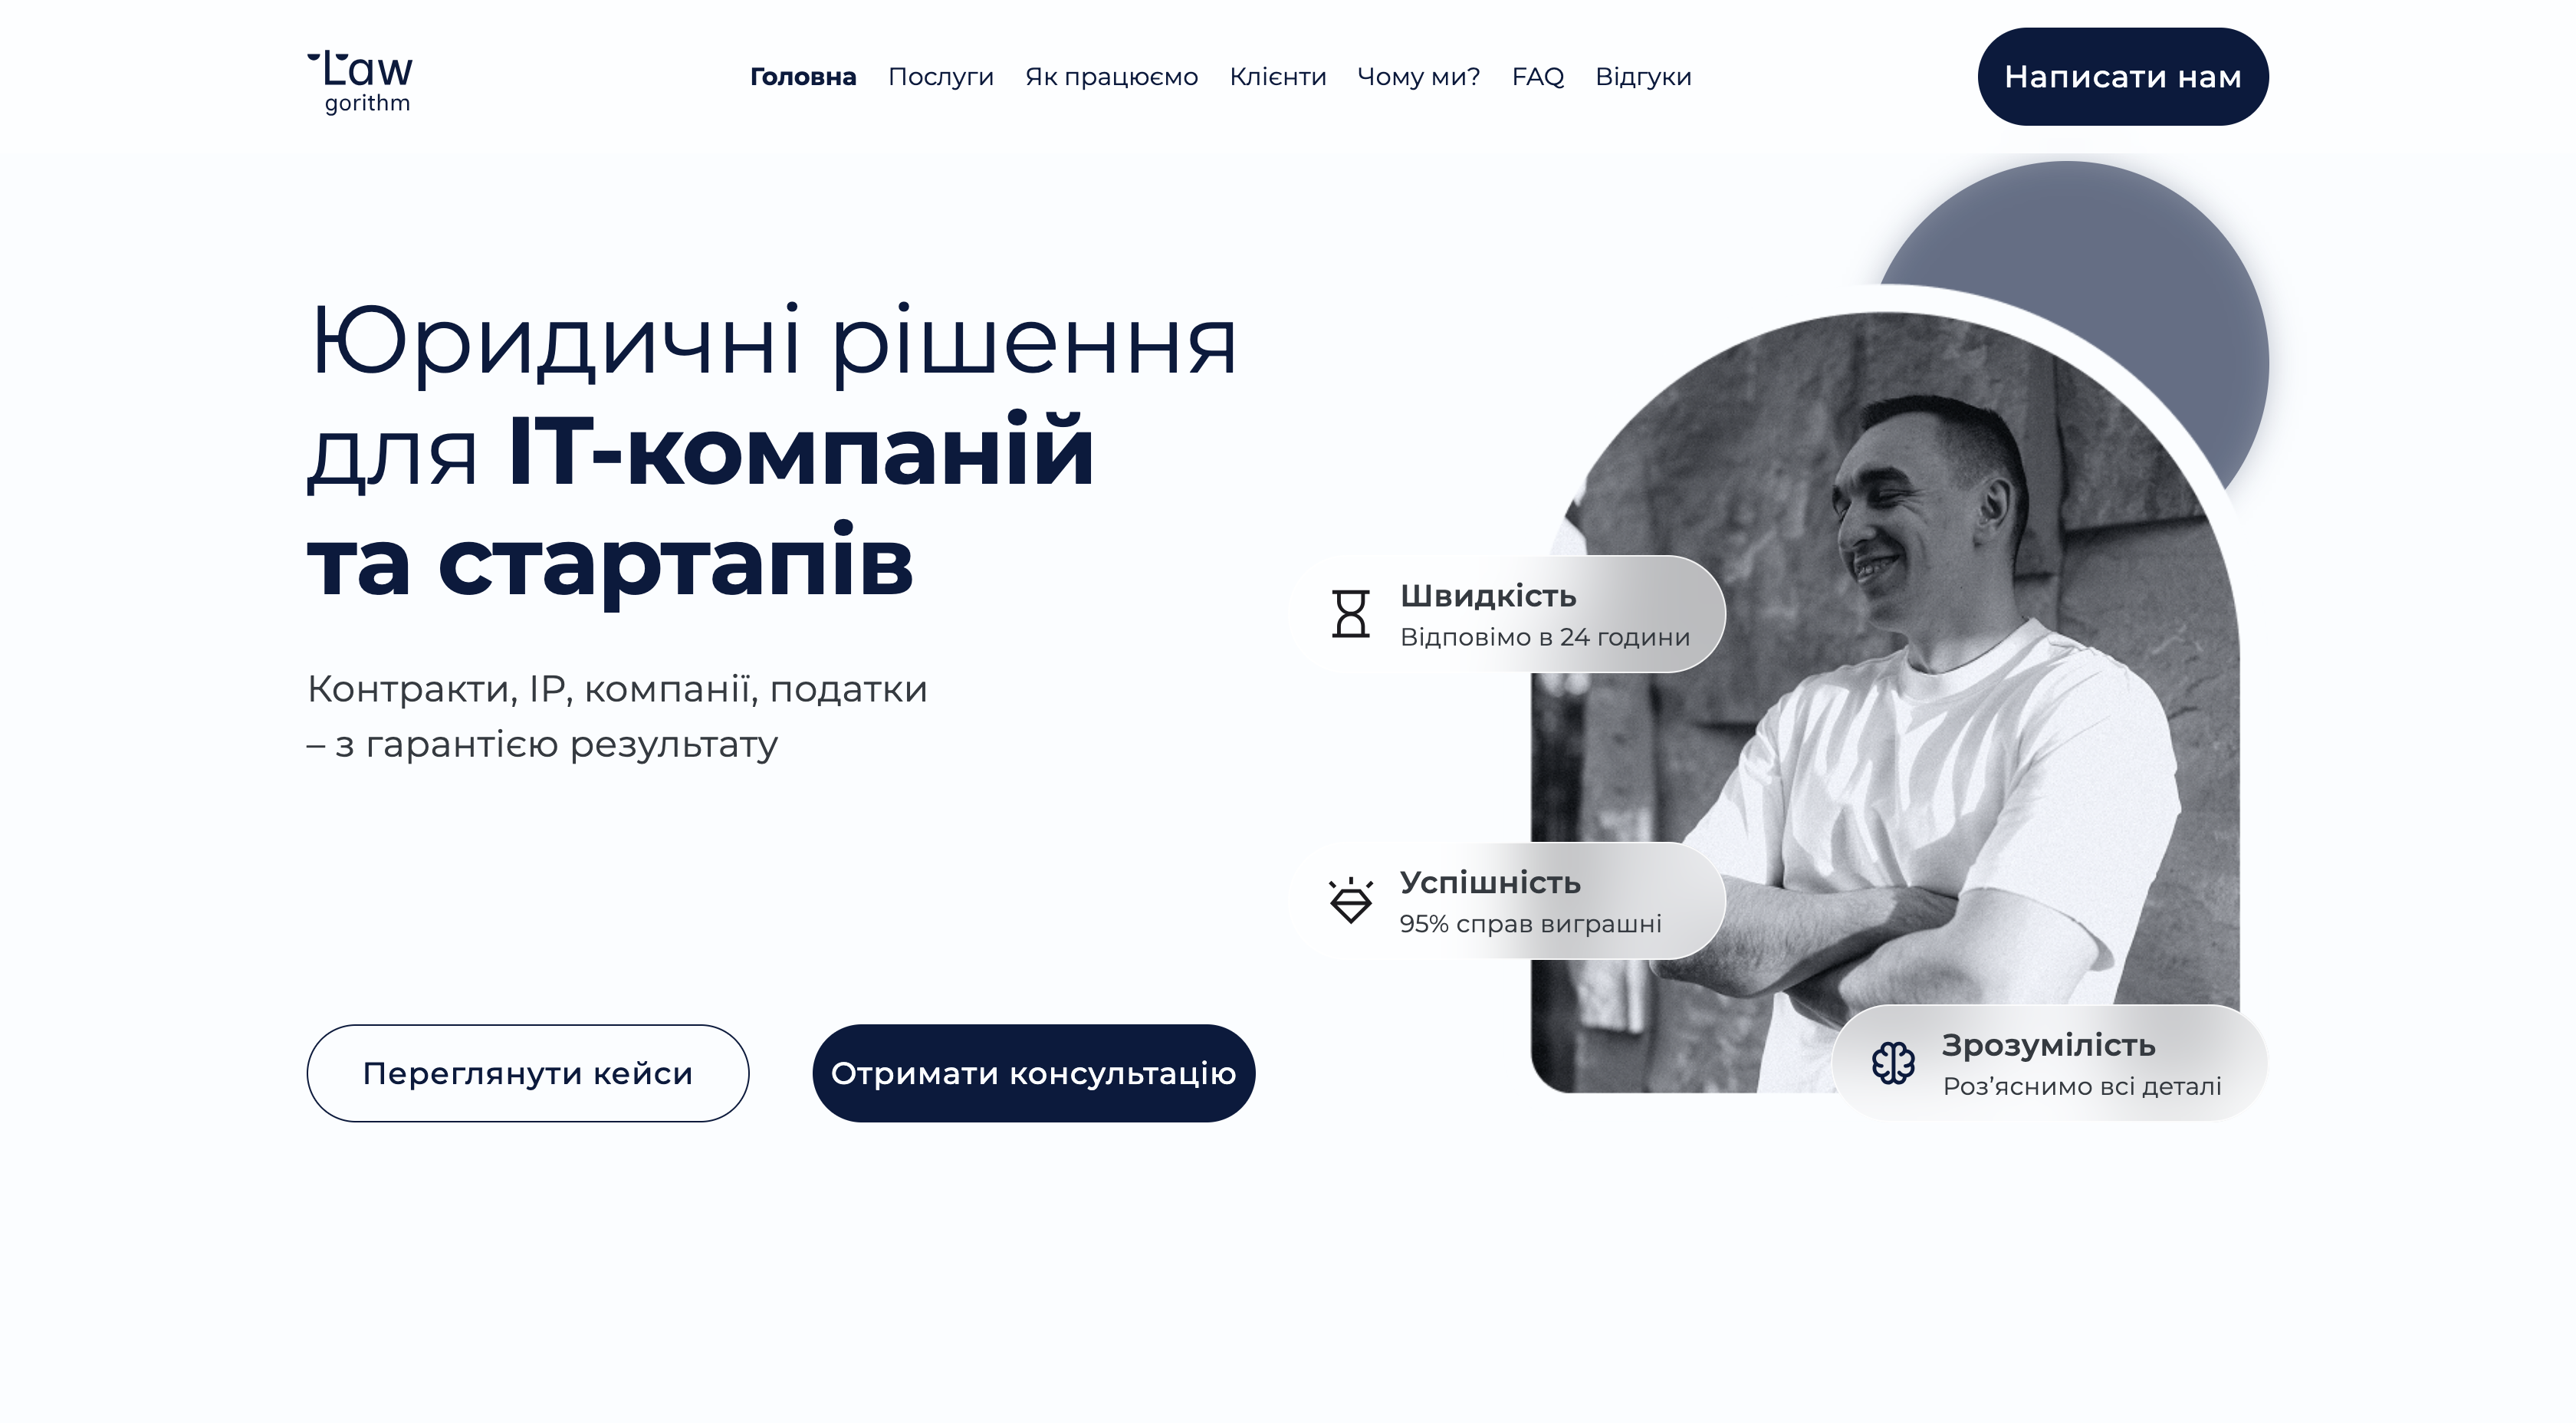 Law
gorithm
Головна Послуги Як працюємо Клієнти Чому ми? FAQ Відгуки
Написати нам
Юридичні рішення
для ІТ-компаній
та стартапів
Контракти, IP, компанії, податки
– з гарантією результату
Переглянути кейси
Отримати консультацію
Швидкість
Відповімо в 24 години
Успішність
95% справ виграшні
Зрозумілість
Роз’яснимо всі деталі